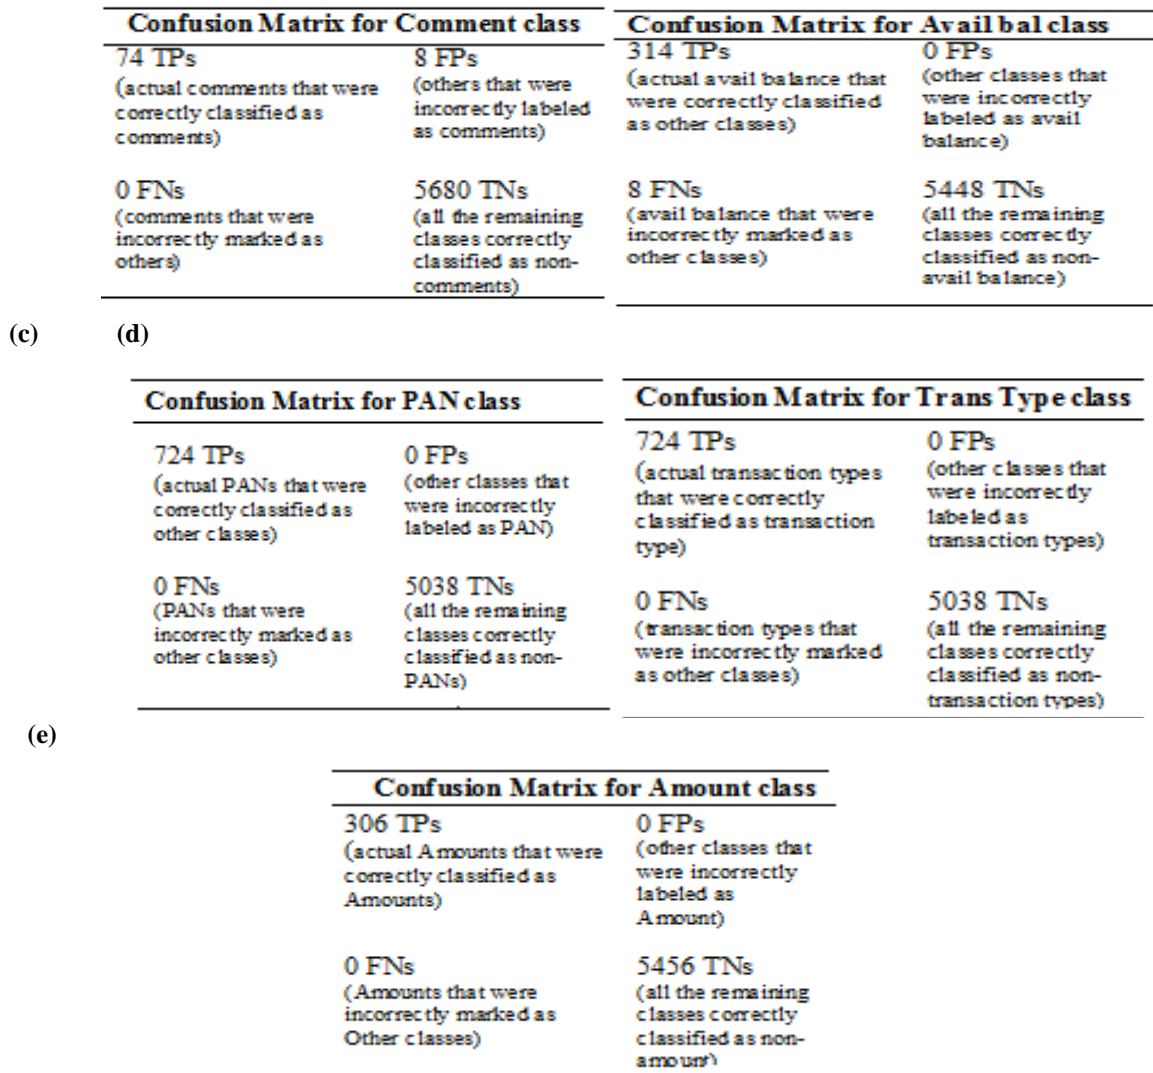 Confusion Matrix for Comment class
74 TPs
(actual comments that were
correctly classified as
comments)
8 FPs
(others that were
incorrectly labeled
as comments)
0 FNs
(comments that were
incorrectly marked as
others)
5680 TNs
(all the remaining
classes correctly
classified as non-
comments)
Confusion Matrix for Avail bal class
314 TPs
(actual avail balance that
were correctly classified
as other classes)
0 FPs
(other classes that
were incorrectly
labeled as avail
balance)
8 FNs
(avail balance that were
incorrectly marked as
other classes)
5448 TNs
(all the remaining
classes correctly
classified as non-
avail balance)
(c) (d)
Confusion Matrix for PAN class
724 TPs
(actual PANs that were
correctly classified as
other classes)
0 FPs
(other classes that
were incorrectly
labeled as PAN)
0 FNs
(PANs that were
incorrectly marked as
other classes)
5038 TNs
(all the remaining
classes correctly
classified as non-
PANs)
Confusion Matrix for Trans Type class
724 TPs
(actual transaction types
that were correctly
classified as transaction
type)
0 FPs
(other classes that
were incorrectly
labeled as
transaction types)
0 FNs
(transaction types that
were incorrectly marked
as other classes)
5038 TNs
(all the remaining
classes correctly
classified as non-
transaction types)
(e)
Confusion Matrix for Amount class
306 TPs
(actual Amounts that were
correctly classified as
Amounts)
0 FPs
(other classes that
were incorrectly
labeled as
Amount)
0 FNs
(Amounts that were
incorrectly marked as
Other classes)
5456 TNs
(all the remaining
classes correctly
classified as non-
amount)